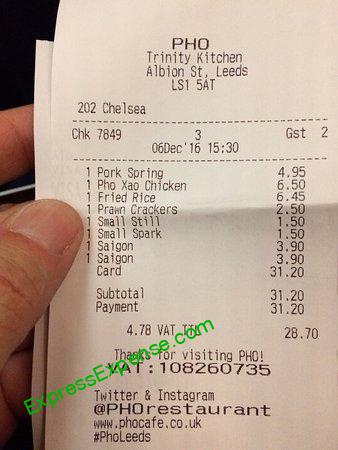 PHO
Trinity Kitchen
Albion St, Leeds
LS1 5AT
202 Chelsea
Chk 7849 3 Gst 2
06Dec'16 15:30
1 Pork Spring 4.95
1 Pho Xao Chicken 6.50
1 Fried Rice 6.45
1 Prawn Crackers 2.50
1 Small Still 1.50
1 Small Spark 1.50
1 Saigon 3.90
1 Saigon 3.90
Card 31.20
Subtotal 31.20
Payment 31.20
4.78 VAT TTL 28.70
Thanks for visiting PHO!
VAT:108260735
Twitter & Instagram
@PHOrestaurant
www.phocafe.co.uk
#PhoLeeds
ExpressExpense.com